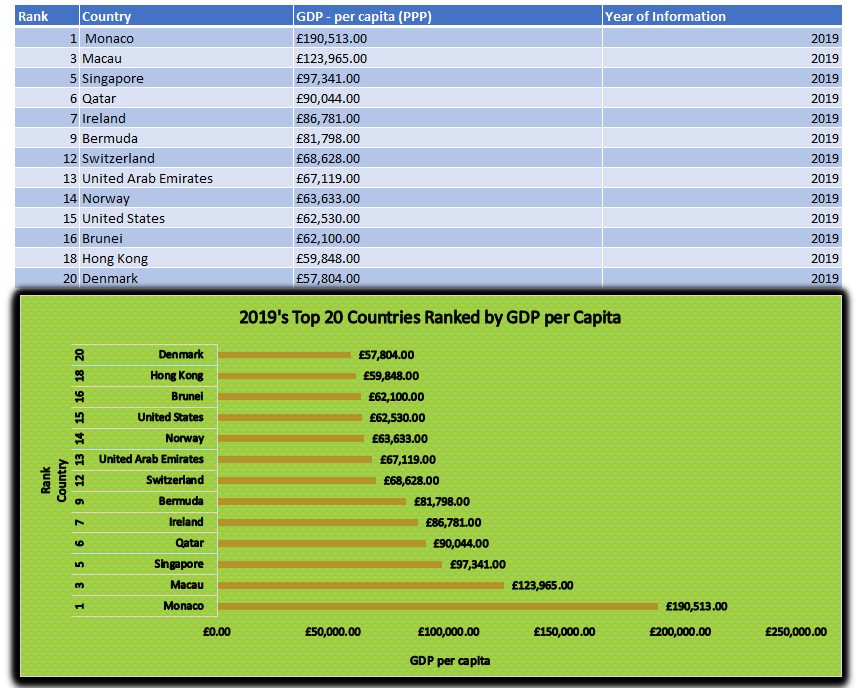 Rank Country GDP - per capita (PPP) Year of Information
1 Monaco £190,513.00 2019
3 Macau £123,965.00 2019
5 Singapore £97,341.00 2019
6 Qatar £90,044.00 2019
7 Ireland £86,781.00 2019
9 Bermuda £81,798.00 2019
12 Switzerland £68,628.00 2019
13 United Arab Emirates £67,119.00 2019
14 Norway £63,633.00 2019
15 United States £62,530.00 2019
16 Brunei £62,100.00 2019
18 Hong Kong £59,848.00 2019
20 Denmark £57,804.00 2019
2019's Top 20 Countries Ranked by GDP per Capita
20 Denmark £57,804.00
18 Hong Kong £59,848.00
16 Brunei £62,100.00
15 United States £62,530.00
14 Norway £63,633.00
13 United Arab Emirates £67,119.00
12 Switzerland £68,628.00
9 Bermuda £81,798.00
7 Ireland £86,781.00
6 Qatar £90,044.00
5 Singapore £97,341.00
3 Macau £123,965.00
1 Monaco £190,513.00
Rank
Country
£0.00 £50,000.00 £100,000.00 £150,000.00 £200,000.00 £250,000.00
GDP per capita